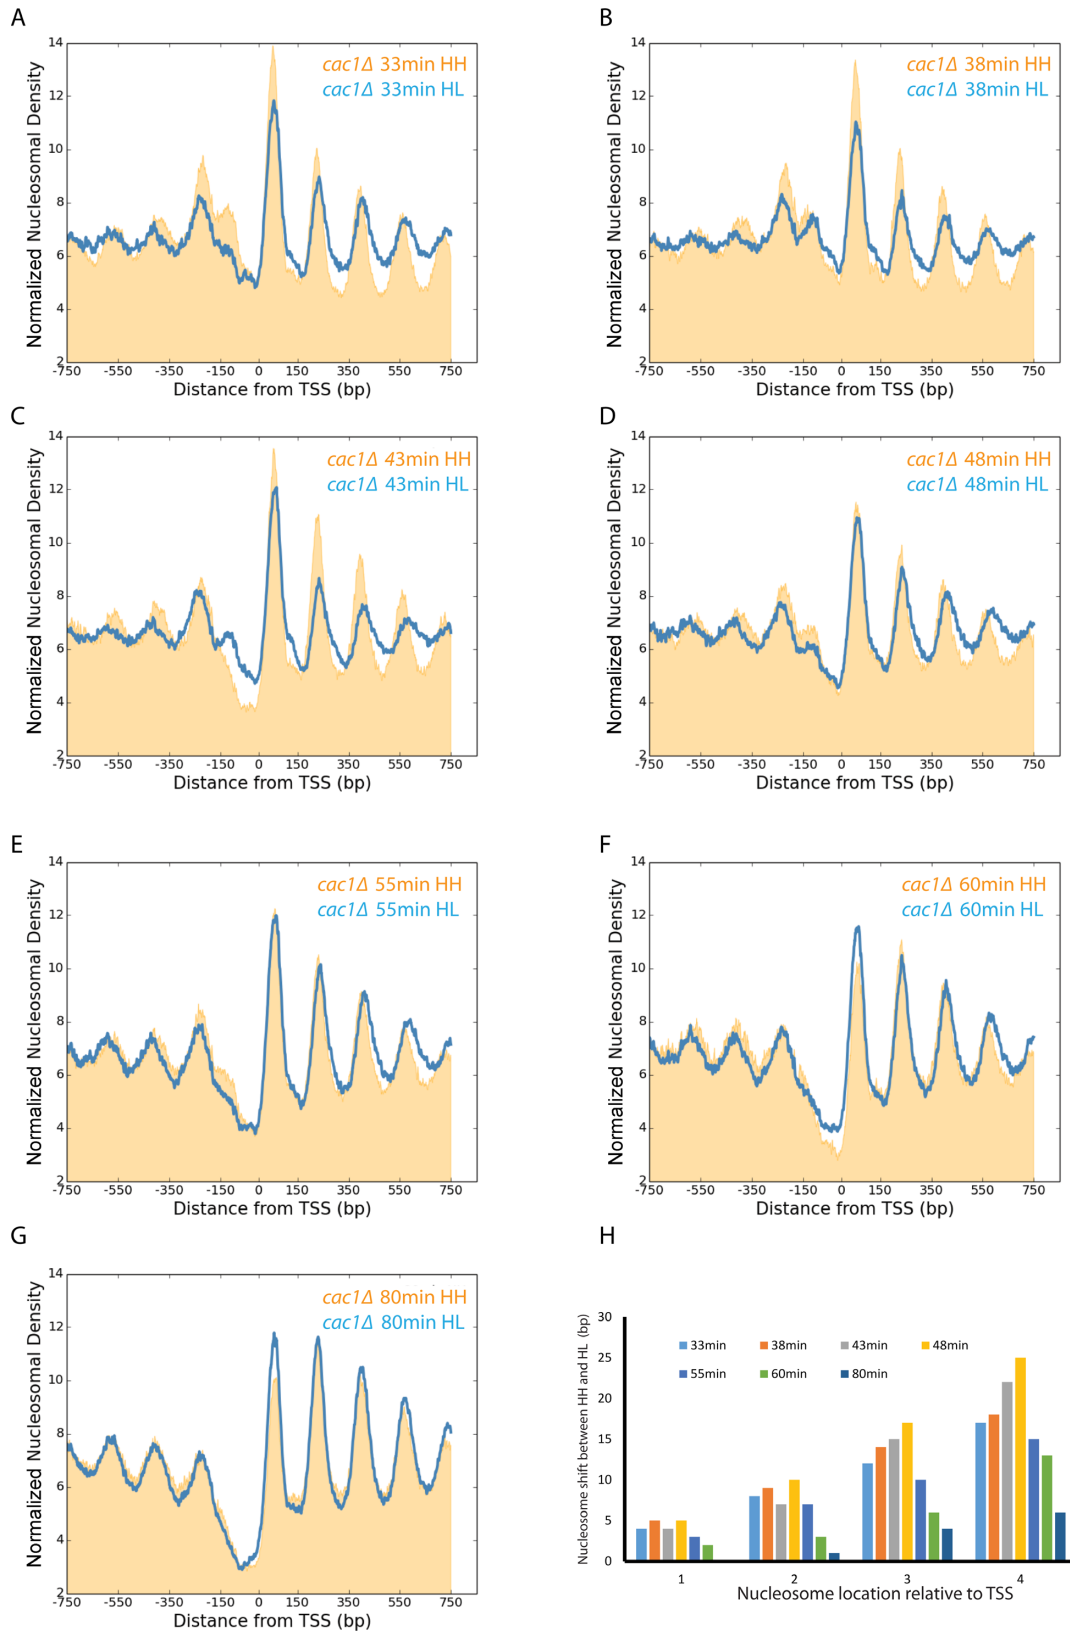 A
Normalized Nucleosomal Density
14
12
10
8
6
4
2
cac1Δ 33min HH
cac1Δ 33min HL
-750 -550 -350 -150 0 150 350 550 750
Distance from TSS (bp)
B
Normalized Nucleosomal Density
14
12
10
8
6
4
2
cac1Δ 38min HH
cac1Δ 38min HL
-750 -550 -350 -150 0 150 350 550 750
Distance from TSS (bp)
C
Normalized Nucleosomal Density
14
12
10
8
6
4
2
cac1Δ 43min HH
cac1Δ 43min HL
-750 -550 -350 -150 0 150 350 550 750
Distance from TSS (bp)
D
Normalized Nucleosomal Density
14
12
10
8
6
4
2
cac1Δ 48min HH
cac1Δ 48min HL
-750 -550 -350 -150 0 150 350 550 750
Distance from TSS (bp)
E
Normalized Nucleosomal Density
14
12
10
8
6
4
2
cac1Δ 55min HH
cac1Δ 55min HL
-750 -550 -350 -150 0 150 350 550 750
Distance from TSS (bp)
F
Normalized Nucleosomal Density
14
12
10
8
6
4
2
cac1Δ 60min HH
cac1Δ 60min HL
-750 -550 -350 -150 0 150 350 550 750
Distance from TSS (bp)
G
Normalized Nucleosomal Density
14
12
10
8
6
4
2
cac1Δ 80min HH
cac1Δ 80min HL
-750 -550 -350 -150 0 150 350 550 750
Distance from TSS (bp)
H
Nucleosome shift between HH and HL (bp)
30
25
20
15
10
5
0
33min 38min 43min 48min
55min 60min 80min
1 2 3 4
Nucleosome location relative to TSS